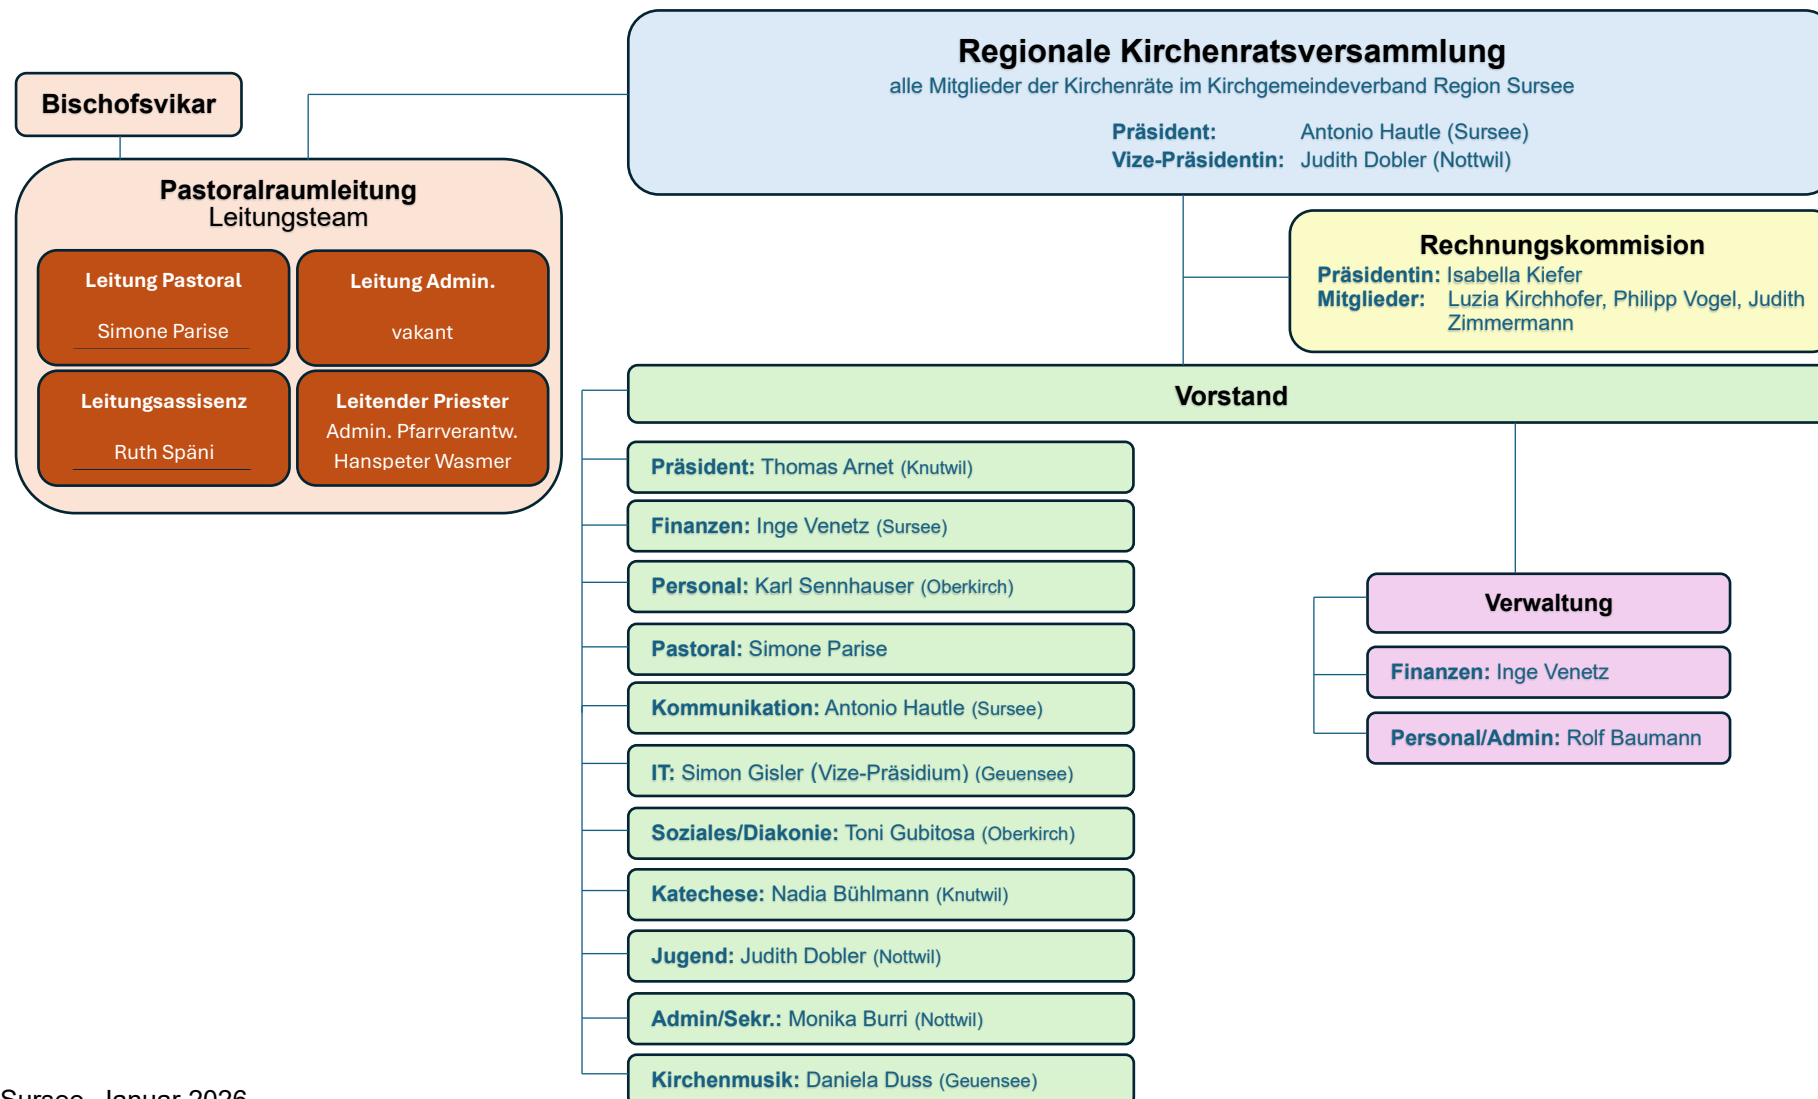 Regionale Kirchenratsversammlung
alle Mitglieder der Kirchenräte im Kirchgemeindeverband Region Sursee
Präsident: Antonio Hautle (Sursee)
Vize-Präsidentin: Judith Dobler (Nottwil)
Bischofsvikar
Pastoralraumleitung
Leitungsteam
Leitung Pastoral
Simone Parise
Leitung Admin.
vakant
Leitungsassisenz
Ruth Späni
Leitender Priester
Admin. Pfarrverantw.
Hanspeter Wasmer
Rechnungskommision
Präsidentin: Isabella Kiefer
Mitglieder: Luzia Kirchhofer, Philipp Vogel, Judith
Zimmermann
Vorstand
Präsident: Thomas Arnet (Knutwil)
Finanzen: Inge Venetz (Sursee)
Personal: Karl Sennhauser (Oberkirch)
Pastoral: Simone Parise
Kommunikation: Antonio Hautle (Sursee)
IT: Simon Gisler (Vize-Präsidium) (Geuensee)
Soziales/Diakonie: Toni Gubitosa (Oberkirch)
Katechese: Nadia Bühlmann (Knutwil)
Jugend: Judith Dobler (Nottwil)
Admin/Sekr.: Monika Burri (Nottwil)
Kirchenmusik: Daniela Duss (Geuensee)
Verwaltung
Finanzen: Inge Venetz
Personal/Admin: Rolf Baumann
Sursee, Januar 2026